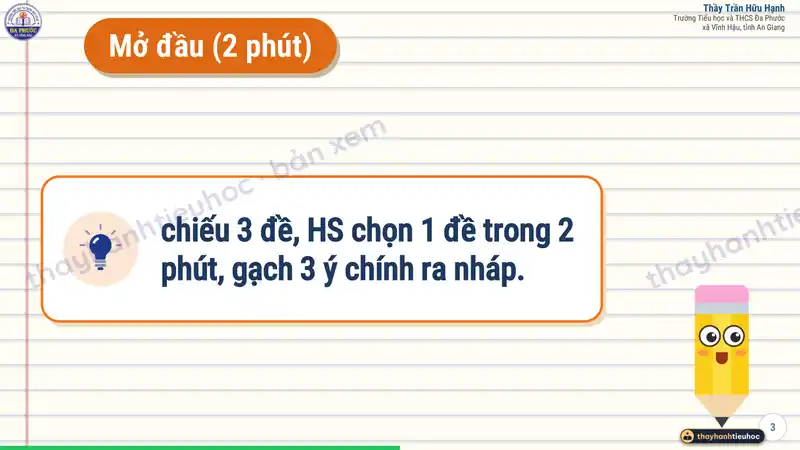 Thầy Trần Hữu Hạnh
Trường Tiểu học và THCS Đa Phước
xã Vĩnh Hậu, tỉnh An Giang
ĐA PHƯỚC
Mở đầu (2 phút)
thayhanhtieuhoc · bản xem
chiếu 3 đề, HS chọn 1 đề trong 2
phút, gạch 3 ý chính ra nháp.
thayhanhtie
thayhanhtieuhoc
3